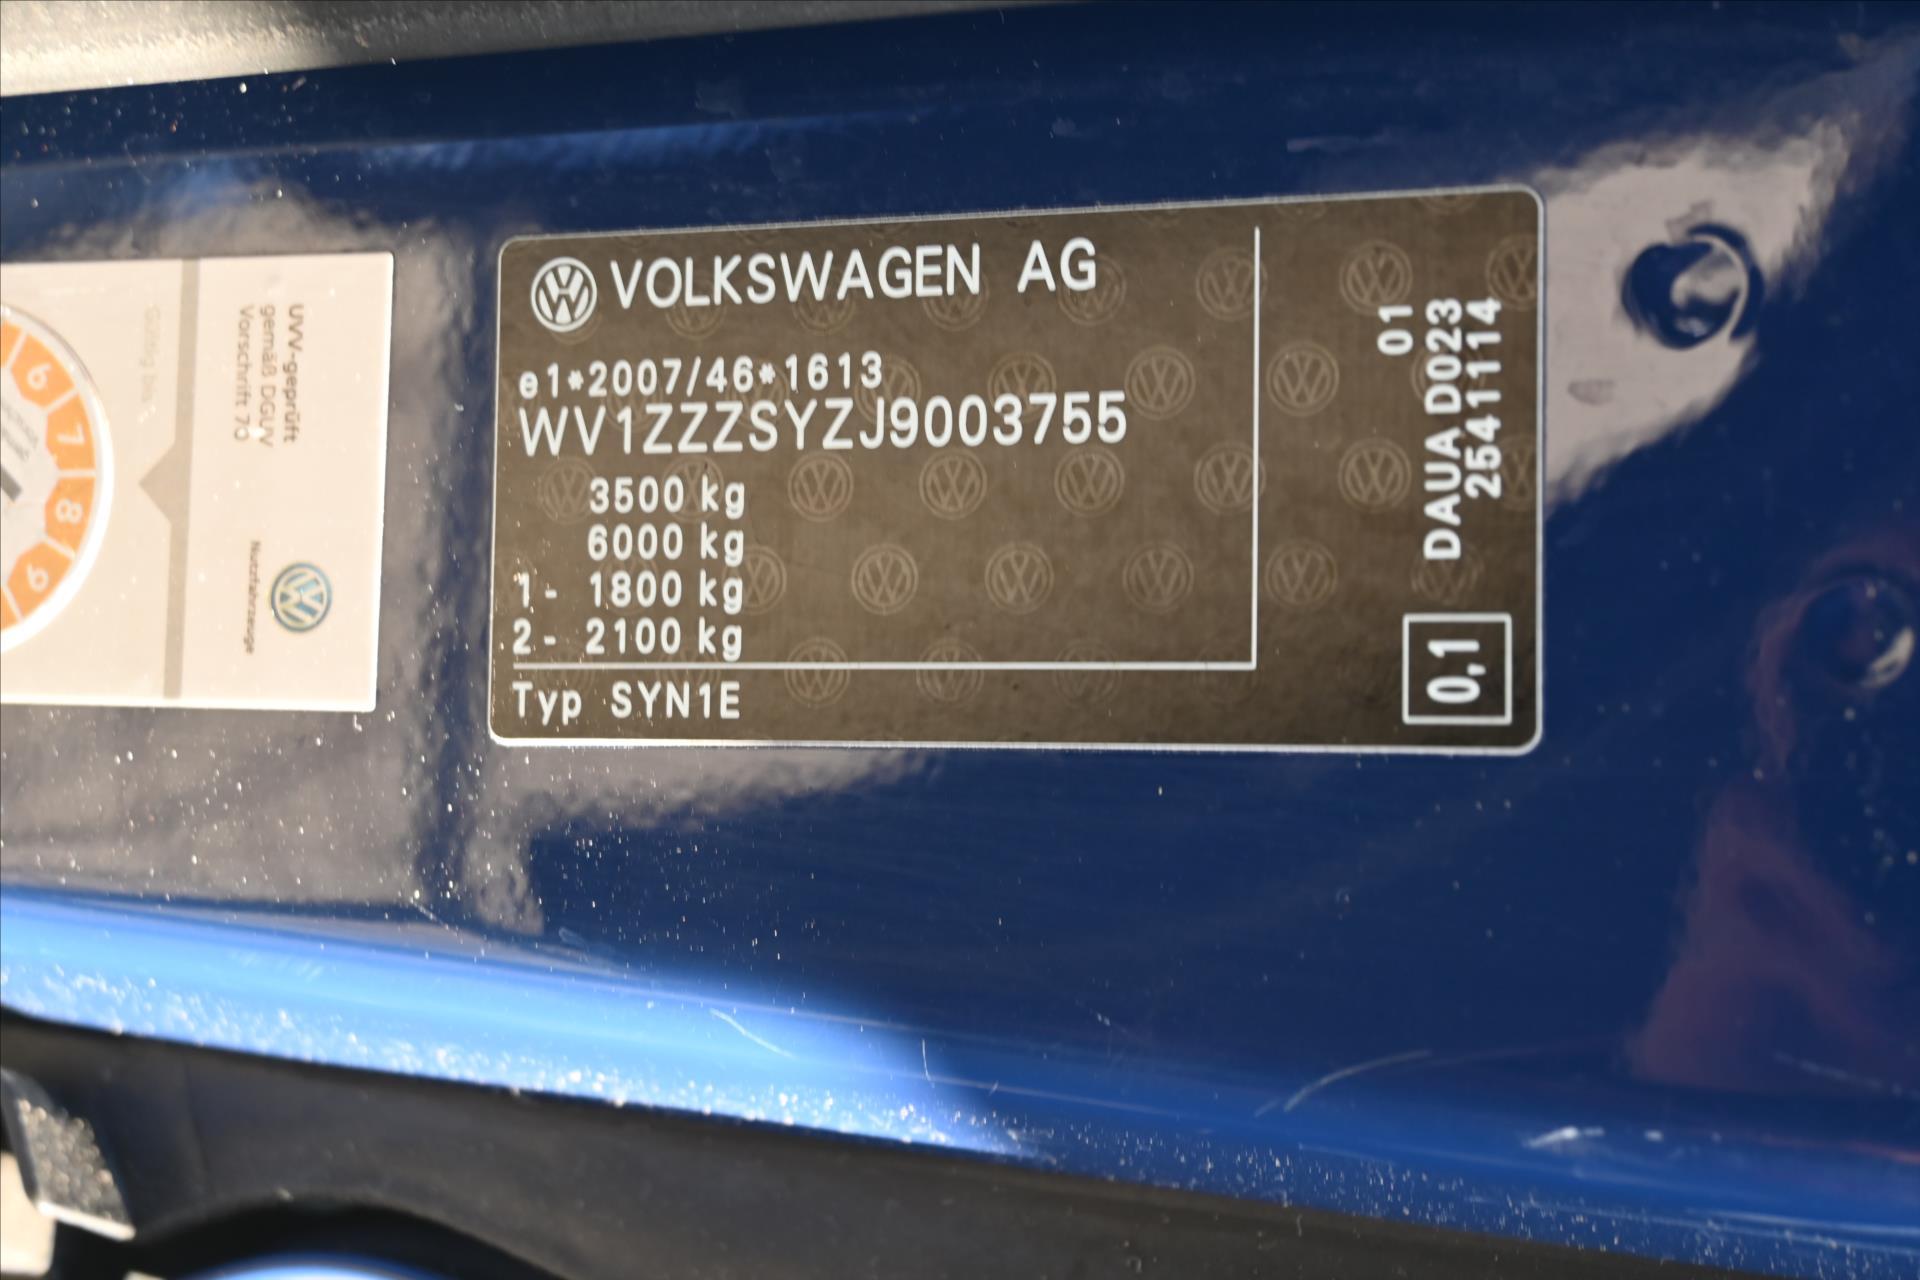 VOLKSWAGEN AG
e1*2007/46*1613
WV1ZZZSYZJ9003755
3500 kg
6000 kg
1- 1800 kg
2- 2100 kg
Typ SYN1E
01
DAUA D023
25411114
0,1
UVV-geprüft
gemäß DGUV
Vorschrift 70
Gültig bis
Nutzfahrzeuge
6
7
8
9